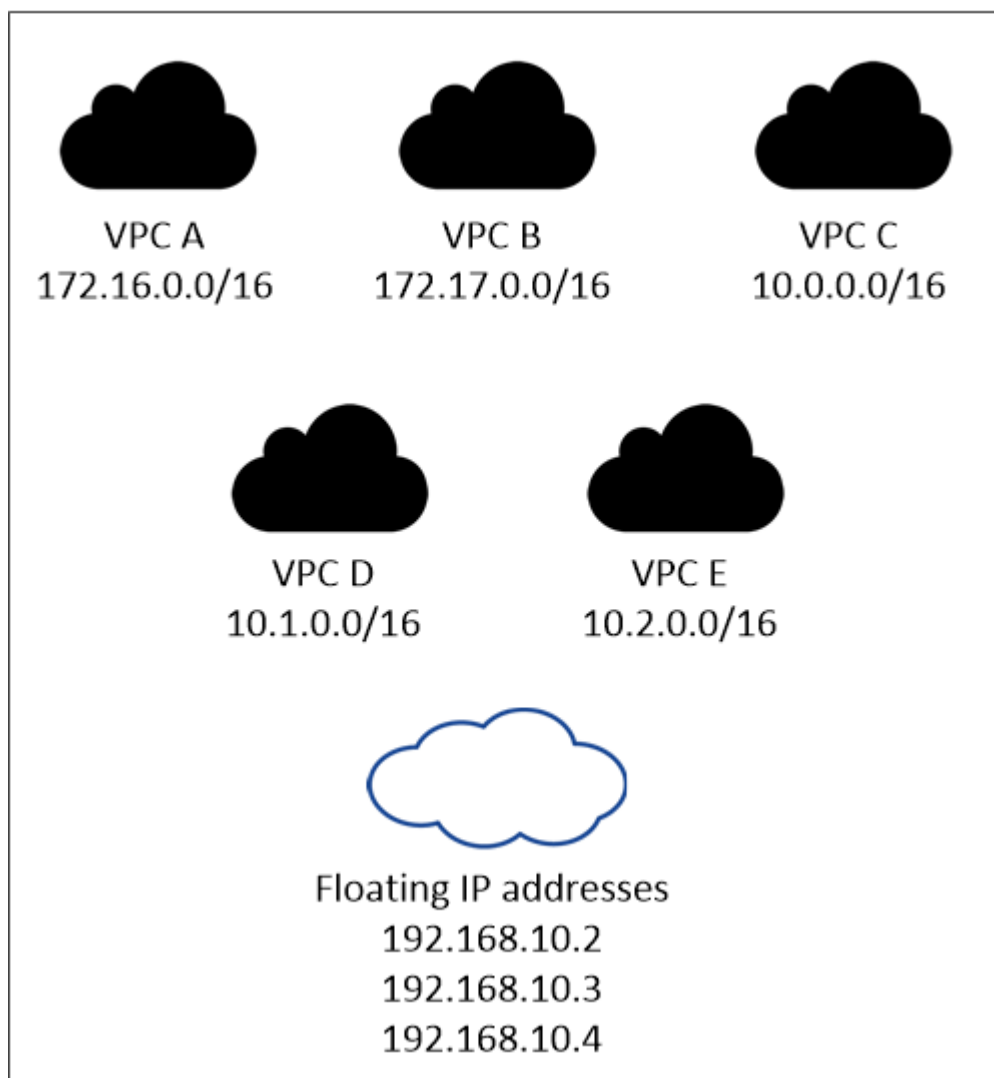 VPC A
172.16.0.0/16
VPC B
172.17.0.0/16
VPC C
10.0.0.0/16
VPC D
10.1.0.0/16
VPC E
10.2.0.0/16
Floating IP addresses
192.168.10.2
192.168.10.3
192.168.10.4